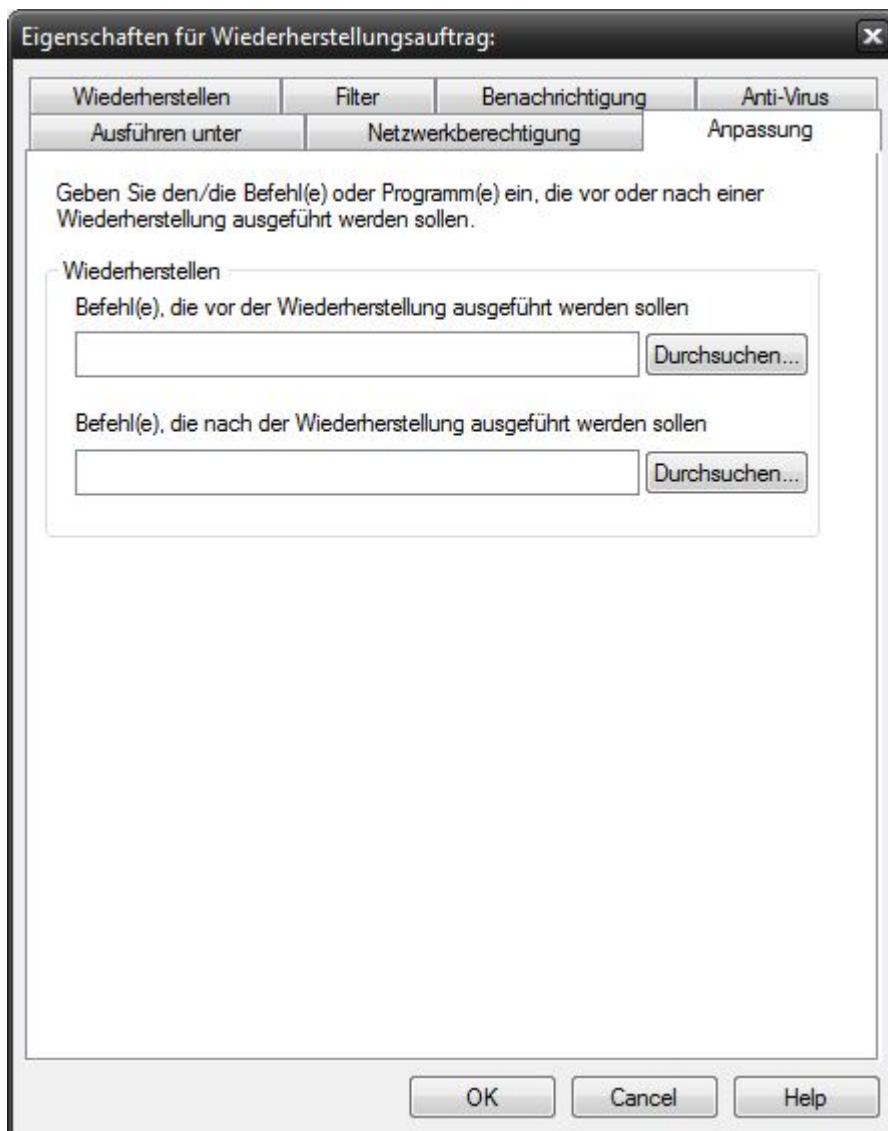 Eigenschaften für Wiederherstellungsauftrag:
Wiederherstellen
Filter
Benachrichtigung
Anti-Virus
Ausführen unter
Netzwerkberechtigung
Anpassung
Geben Sie den/die Befehl(e) oder Programm(e) ein, die vor oder nach einer
Wiederherstellung ausgeführt werden sollen.
Wiederherstellen
Befehl(e), die vor der Wiederherstellung ausgeführt werden sollen
Durchsuchen...
Befehl(e), die nach der Wiederherstellung ausgeführt werden sollen
Durchsuchen...
OK
Cancel
Help